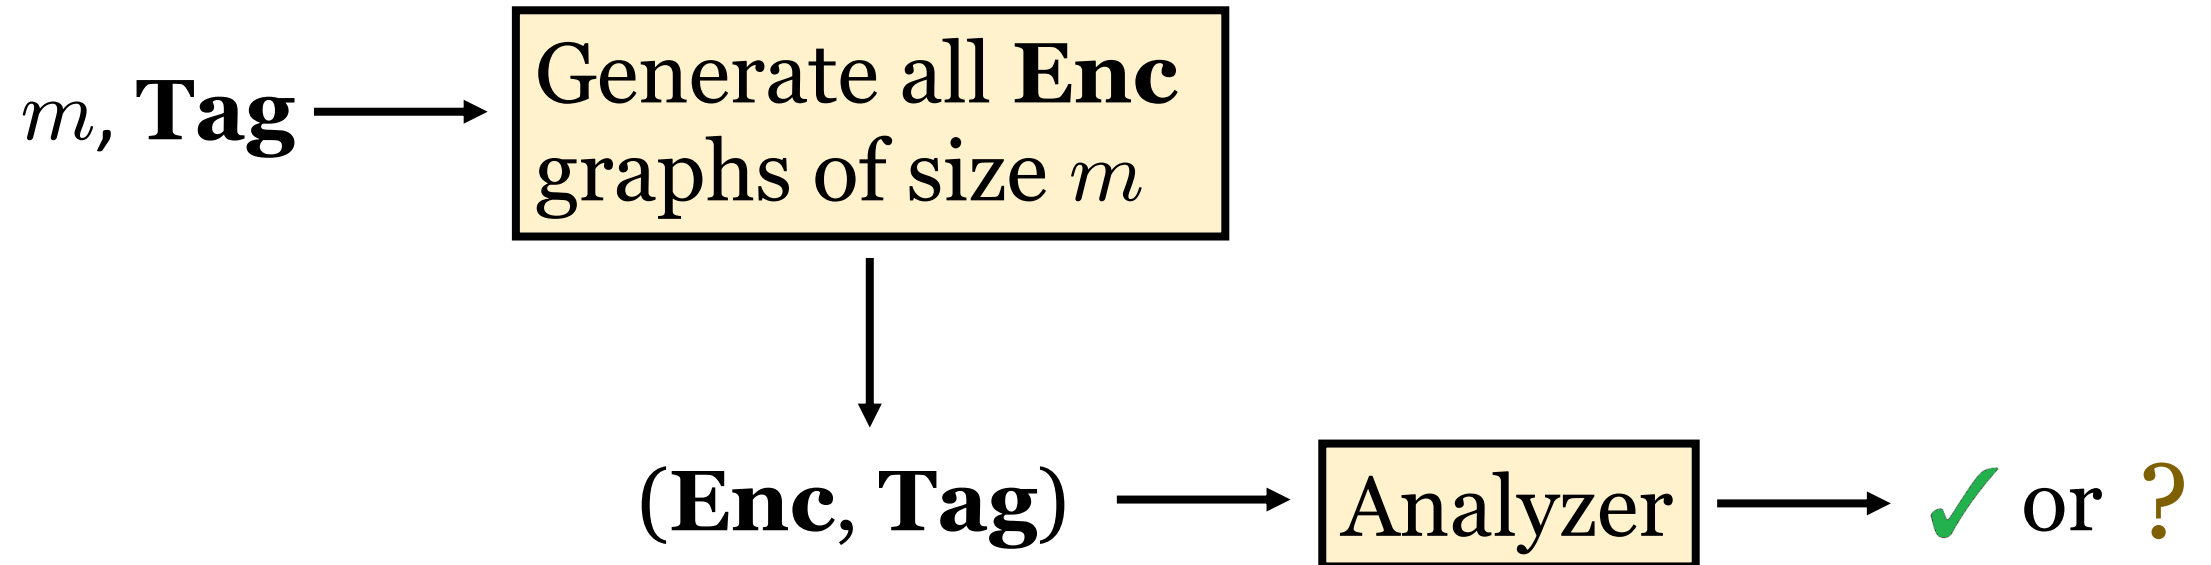 m, Tag
Generate all Enc
graphs of size m
(Enc, Tag)
Analyzer
✓ or ?